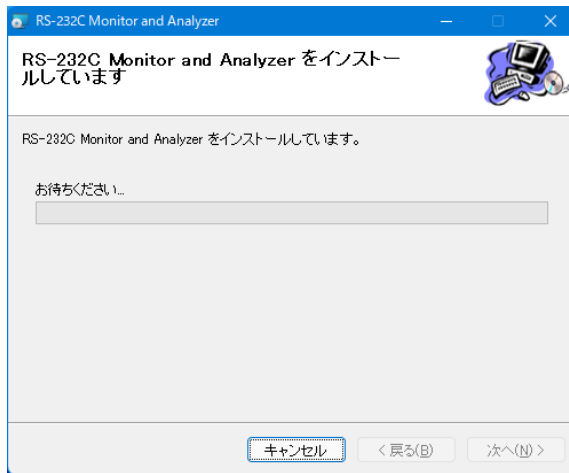 RS-232C Monitor and Analyzer
RS-232C Monitor and Analyzer をインストー
ルしています
RS-232C Monitor and Analyzer をインストールしています。
お待ちください...
キャンセル
< 戻る(B)
次へ(N) >